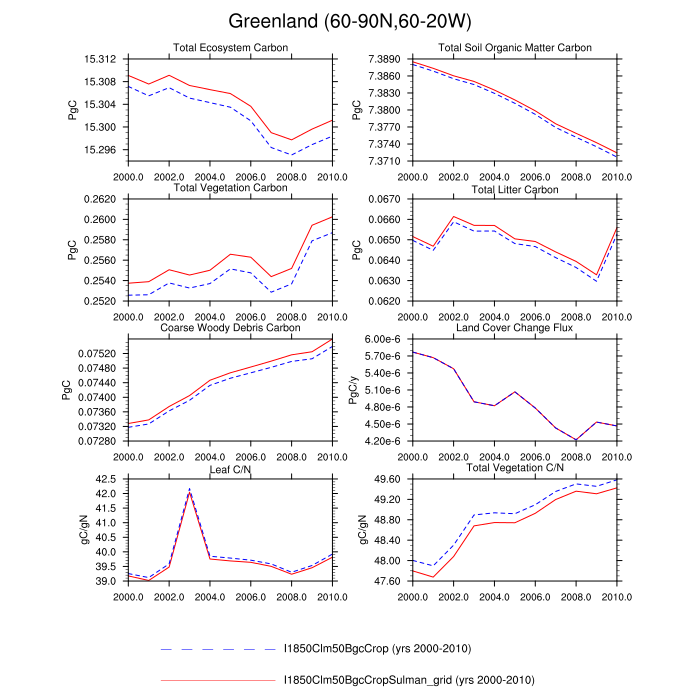 Greenland (60-90N,60-20W)
Total Ecosystem Carbon
PgC
15.312
15.308
15.304
15.300
15.296
2000.0 2002.0 2004.0 2006.0 2008.0 2010.0
Total Soil Organic Matter Carbon
PgC
7.3890
7.3860
7.3830
7.3800
7.3770
7.3740
7.3710
2000.0 2002.0 2004.0 2006.0 2008.0 2010.0
Total Vegetation Carbon
PgC
0.2620
0.2600
0.2580
0.2560
0.2540
0.2520
2000.0 2002.0 2004.0 2006.0 2008.0 2010.0
Total Litter Carbon
PgC
0.0670
0.0660
0.0650
0.0640
0.0630
0.0620
2000.0 2002.0 2004.0 2006.0 2008.0 2010.0
Coarse Woody Debris Carbon
PgC
0.07520
0.07440
0.07440
0.07360
0.07320
0.07280
2000.0 2002.0 2004.0 2006.0 2008.0 2010.0
Land Cover Change Flux
PgC/y
6.00e-6
5.70e-6
5.40e-6
5.10e-6
4.80e-6
4.50e-6
4.20e-6
2000.0 2002.0 2004.0 2006.0 2008.0 2010.0
Leaf C/N
gC/gN
42.5
42.0
41.5
41.0
40.5
40.0
39.5
39.0
2000.0 2002.0 2004.0 2006.0 2008.0 2010.0
Total Vegetation C/N
gC/gN
49.60
49.20
48.80
48.40
48.00
47.60
2000.0 2002.0 2004.0 2006.0 2008.0 2010.0
I1850Clm50BgcCrop (yrs 2000-2010)
I1850Clm50BgcCropSulman_grid (yrs 2000-2010)